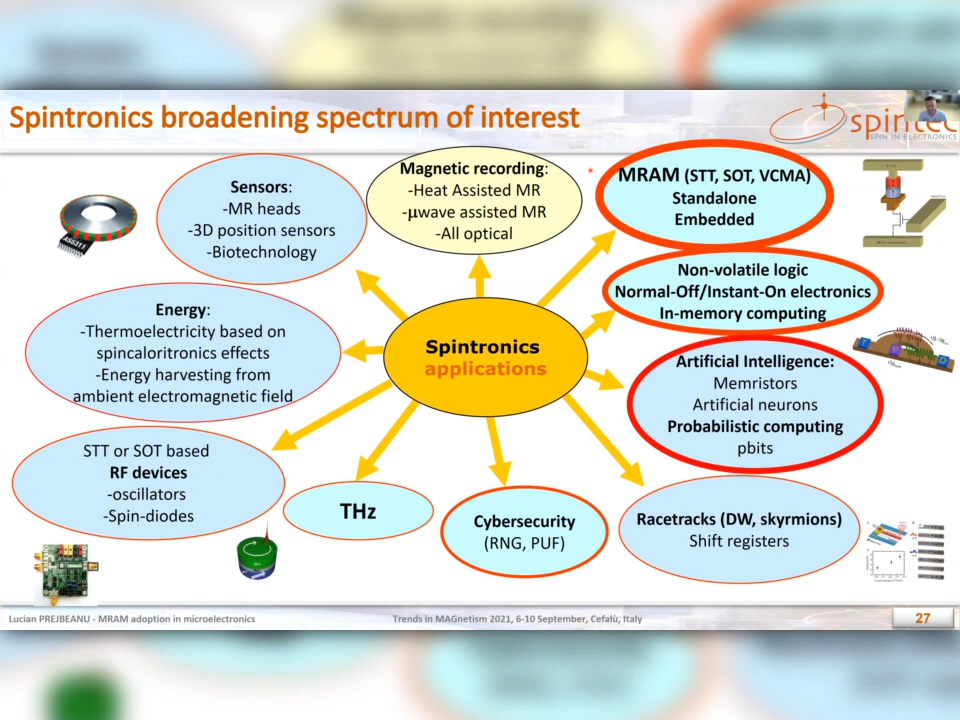 Spintronics broadening spectrum of interest
spintec
SPIN IN ELECTRONICS
Sensors:
-MR heads
-3D position sensors
-Biotechnology
AS5311
Magnetic recording:
-Heat Assisted MR
-µwave assisted MR
-All optical
MRAM (STT, SOT, VCMA)
Standalone
Embedded
Non-volatile logic
Normal-Off/Instant-On electronics
In-memory computing
Energy:
-Thermoelectricity based on
spincaloritronics effects
-Energy harvesting from
ambient electromagnetic field
Spintronics
applications
Artificial Intelligence:
Memristors
Artificial neurons
Probabilistic computing
pbits
STT or SOT based
RF devices
-oscillators
-Spin-diodes
THz
Cybersecurity
(RNG, PUF)
Racetracks (DW, skyrmions)
Shift registers
Lucian PREJBEANU - MRAM adoption in microelectronics
Trends in MAGnetism 2021, 6-10 September, Cefalù, Italy
27